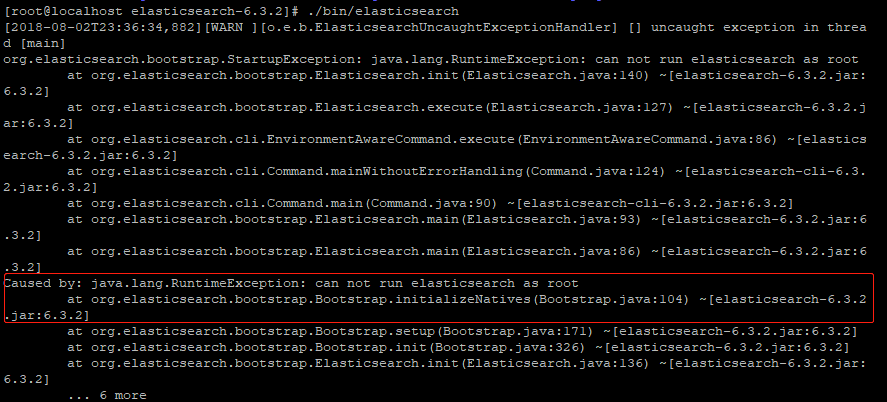 [root@localhost elasticsearch-6.3.2]# ./bin/elasticsearch
[2018-08-02T23:36:34,882][WARN ][o.e.b.ElasticsearchUncaughtExceptionHandler] [] uncaught exception in threa
d [main]
org.elasticsearch.bootstrap.StartupException: java.lang.RuntimeException: can not run elasticsearch as root
        at org.elasticsearch.bootstrap.Elasticsearch.init(Elasticsearch.java:140) ~[elasticsearch-6.3.2.jar:
6.3.2]
        at org.elasticsearch.bootstrap.Elasticsearch.execute(Elasticsearch.java:127) ~[elasticsearch-6.3.2.j
ar:6.3.2]
        at org.elasticsearch.cli.EnvironmentAwareCommand.execute(EnvironmentAwareCommand.java:86) ~[elastics
earch-6.3.2.jar:6.3.2]
        at org.elasticsearch.cli.Command.mainWithoutErrorHandling(Command.java:124) ~[elasticsearch-cli-6.3.
2.jar:6.3.2]
        at org.elasticsearch.cli.Command.main(Command.java:90) ~[elasticsearch-cli-6.3.2.jar:6.3.2]
        at org.elasticsearch.bootstrap.Elasticsearch.main(Elasticsearch.java:93) ~[elasticsearch-6.3.2.jar:6
.3.2]
        at org.elasticsearch.bootstrap.Elasticsearch.main(Elasticsearch.java:86) ~[elasticsearch-6.3.2.jar:6
.3.2]
Caused by: java.lang.RuntimeException: can not run elasticsearch as root
        at org.elasticsearch.bootstrap.Bootstrap.initializeNatives(Bootstrap.java:104) ~[elasticsearch-6.3.2
.jar:6.3.2]
        at org.elasticsearch.bootstrap.Bootstrap.setup(Bootstrap.java:171) ~[elasticsearch-6.3.2.jar:6.3.2]
        at org.elasticsearch.bootstrap.Bootstrap.init(Bootstrap.java:326) ~[elasticsearch-6.3.2.jar:6.3.2]
        at org.elasticsearch.bootstrap.Elasticsearch.init(Elasticsearch.java:136) ~[elasticsearch-6.3.2.jar:
6.3.2]
        ... 6 more